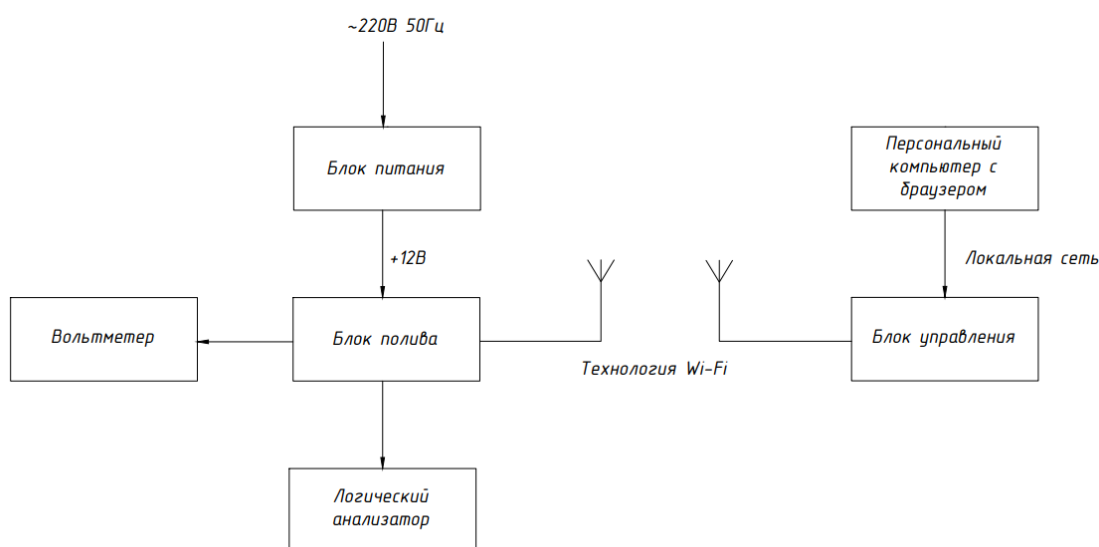 ~220В 50Гц
Блок питания
Персональный
компьютер с
браузером
+12В
Локальная сеть
Вольтметер
Блок полива
Блок управления
Технология Wi-Fi
Логический
анализатор